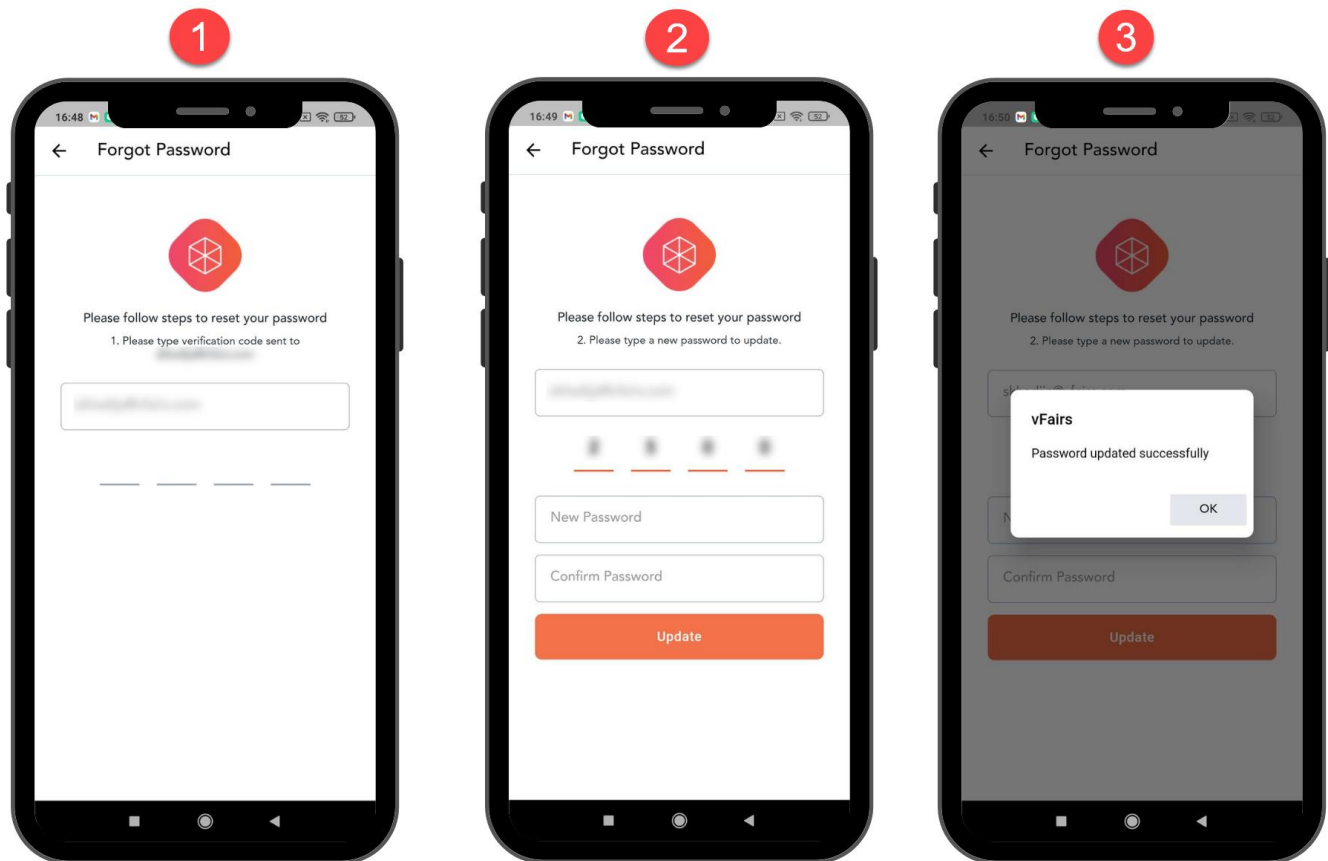 1
16:48
Forgot Password
Please follow steps to reset your password
1. Please type verification code sent to
2
16:49
52
Forgot Password
Please follow steps to reset your password
2. Please type a new password to update.
New Password
Confirm Password
Update
3
16:50
52
Forgot Password
Please follow steps to reset your password
2. Please type a new password to update.
vFairs
Password updated successfully
OK
Confirm Password
Update